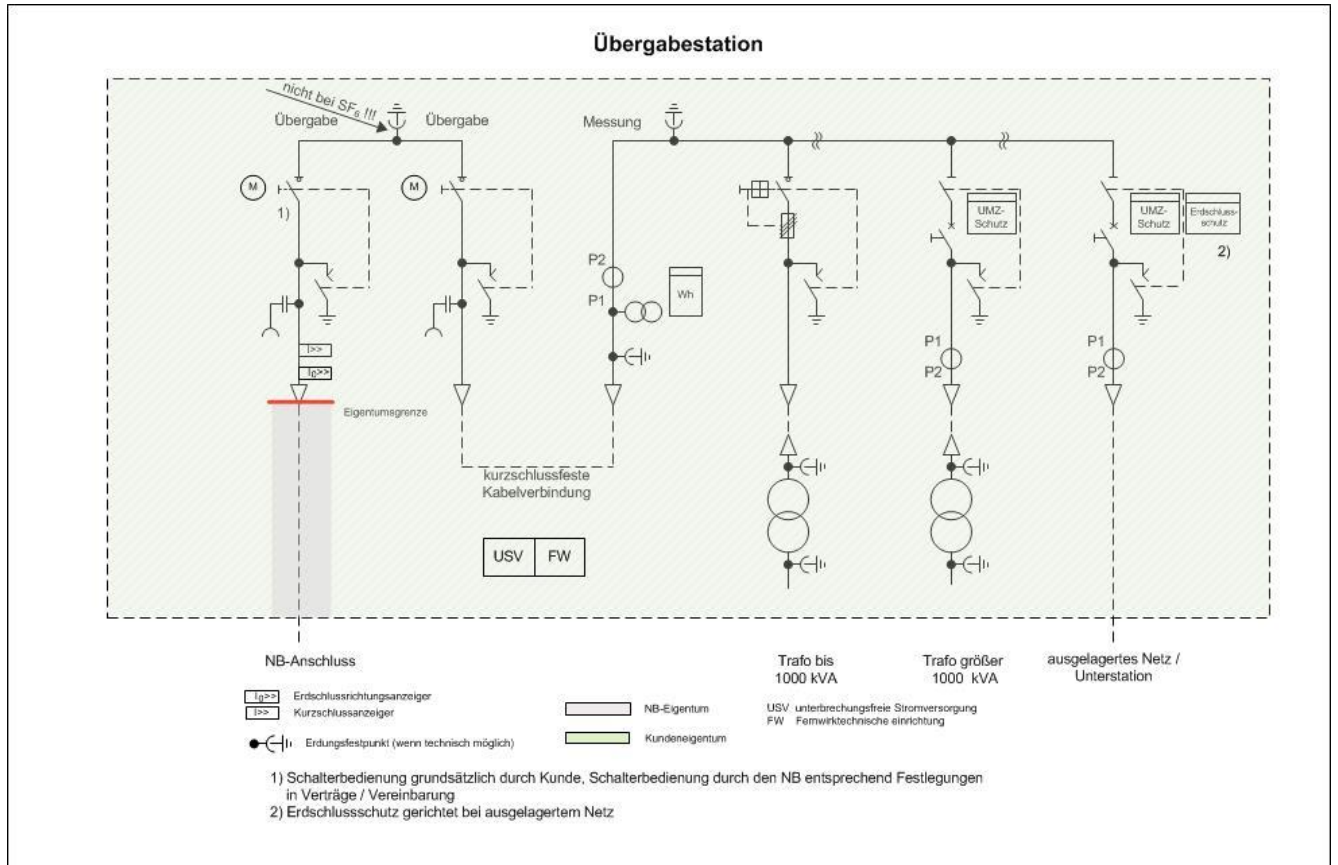 Übergabestation
nicht bei SF₆ !!!
Übergabe
Übergabe
Messung
M
1)
M
UMZ-
Schutz
UMZ-
Schutz
Erdschluss-
schutz
2)
P2
P1
Wh
I>>
I₀>>
P1
P2
P1
P2
Eigentumsgrenze
kurzschlussfeste
Kabelverbindung
USV
FW
NB-Anschluss
Trafo bis
1000 kVA
Trafo größer
1000 kVA
ausgelagertes Netz /
Unterstation
I₀>> Erdschlussrichtungsanzeiger
I>> Kurzschlussanzeiger
Erdungsfestpunkt (wenn technisch möglich)
NB-Eigentum
Kundeneigentum
USV unterbrechungsfreie Stromversorgung
FW Fernwirktechnische einrichtung
1) Schalterbedienung grundsätzlich durch Kunde, Schalterbedienung durch den NB entsprechend Festlegungen
in Verträge / Vereinbarung
2) Erdschlussschutz gerichtet bei ausgelagertem Netz